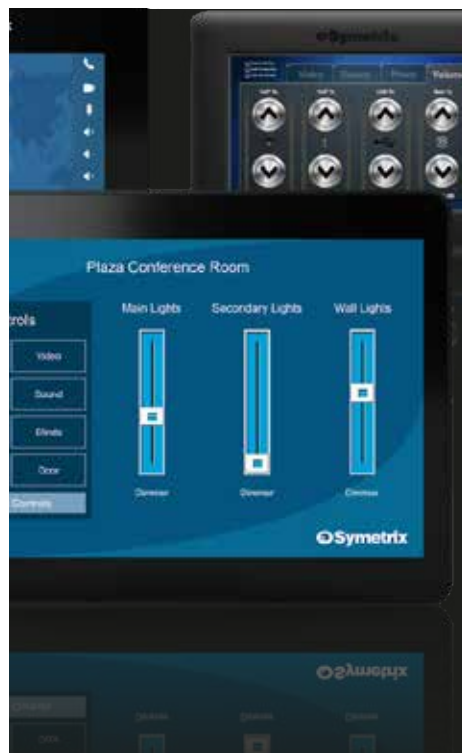 Symetrix
Volume
Plaza Conference Room
Main Lights
Secondary Lights
Wall Lights
rols
Video
Sound
Blinds
Door
Controls
Dimmer
Dimmer
Dimmer
Symetrix